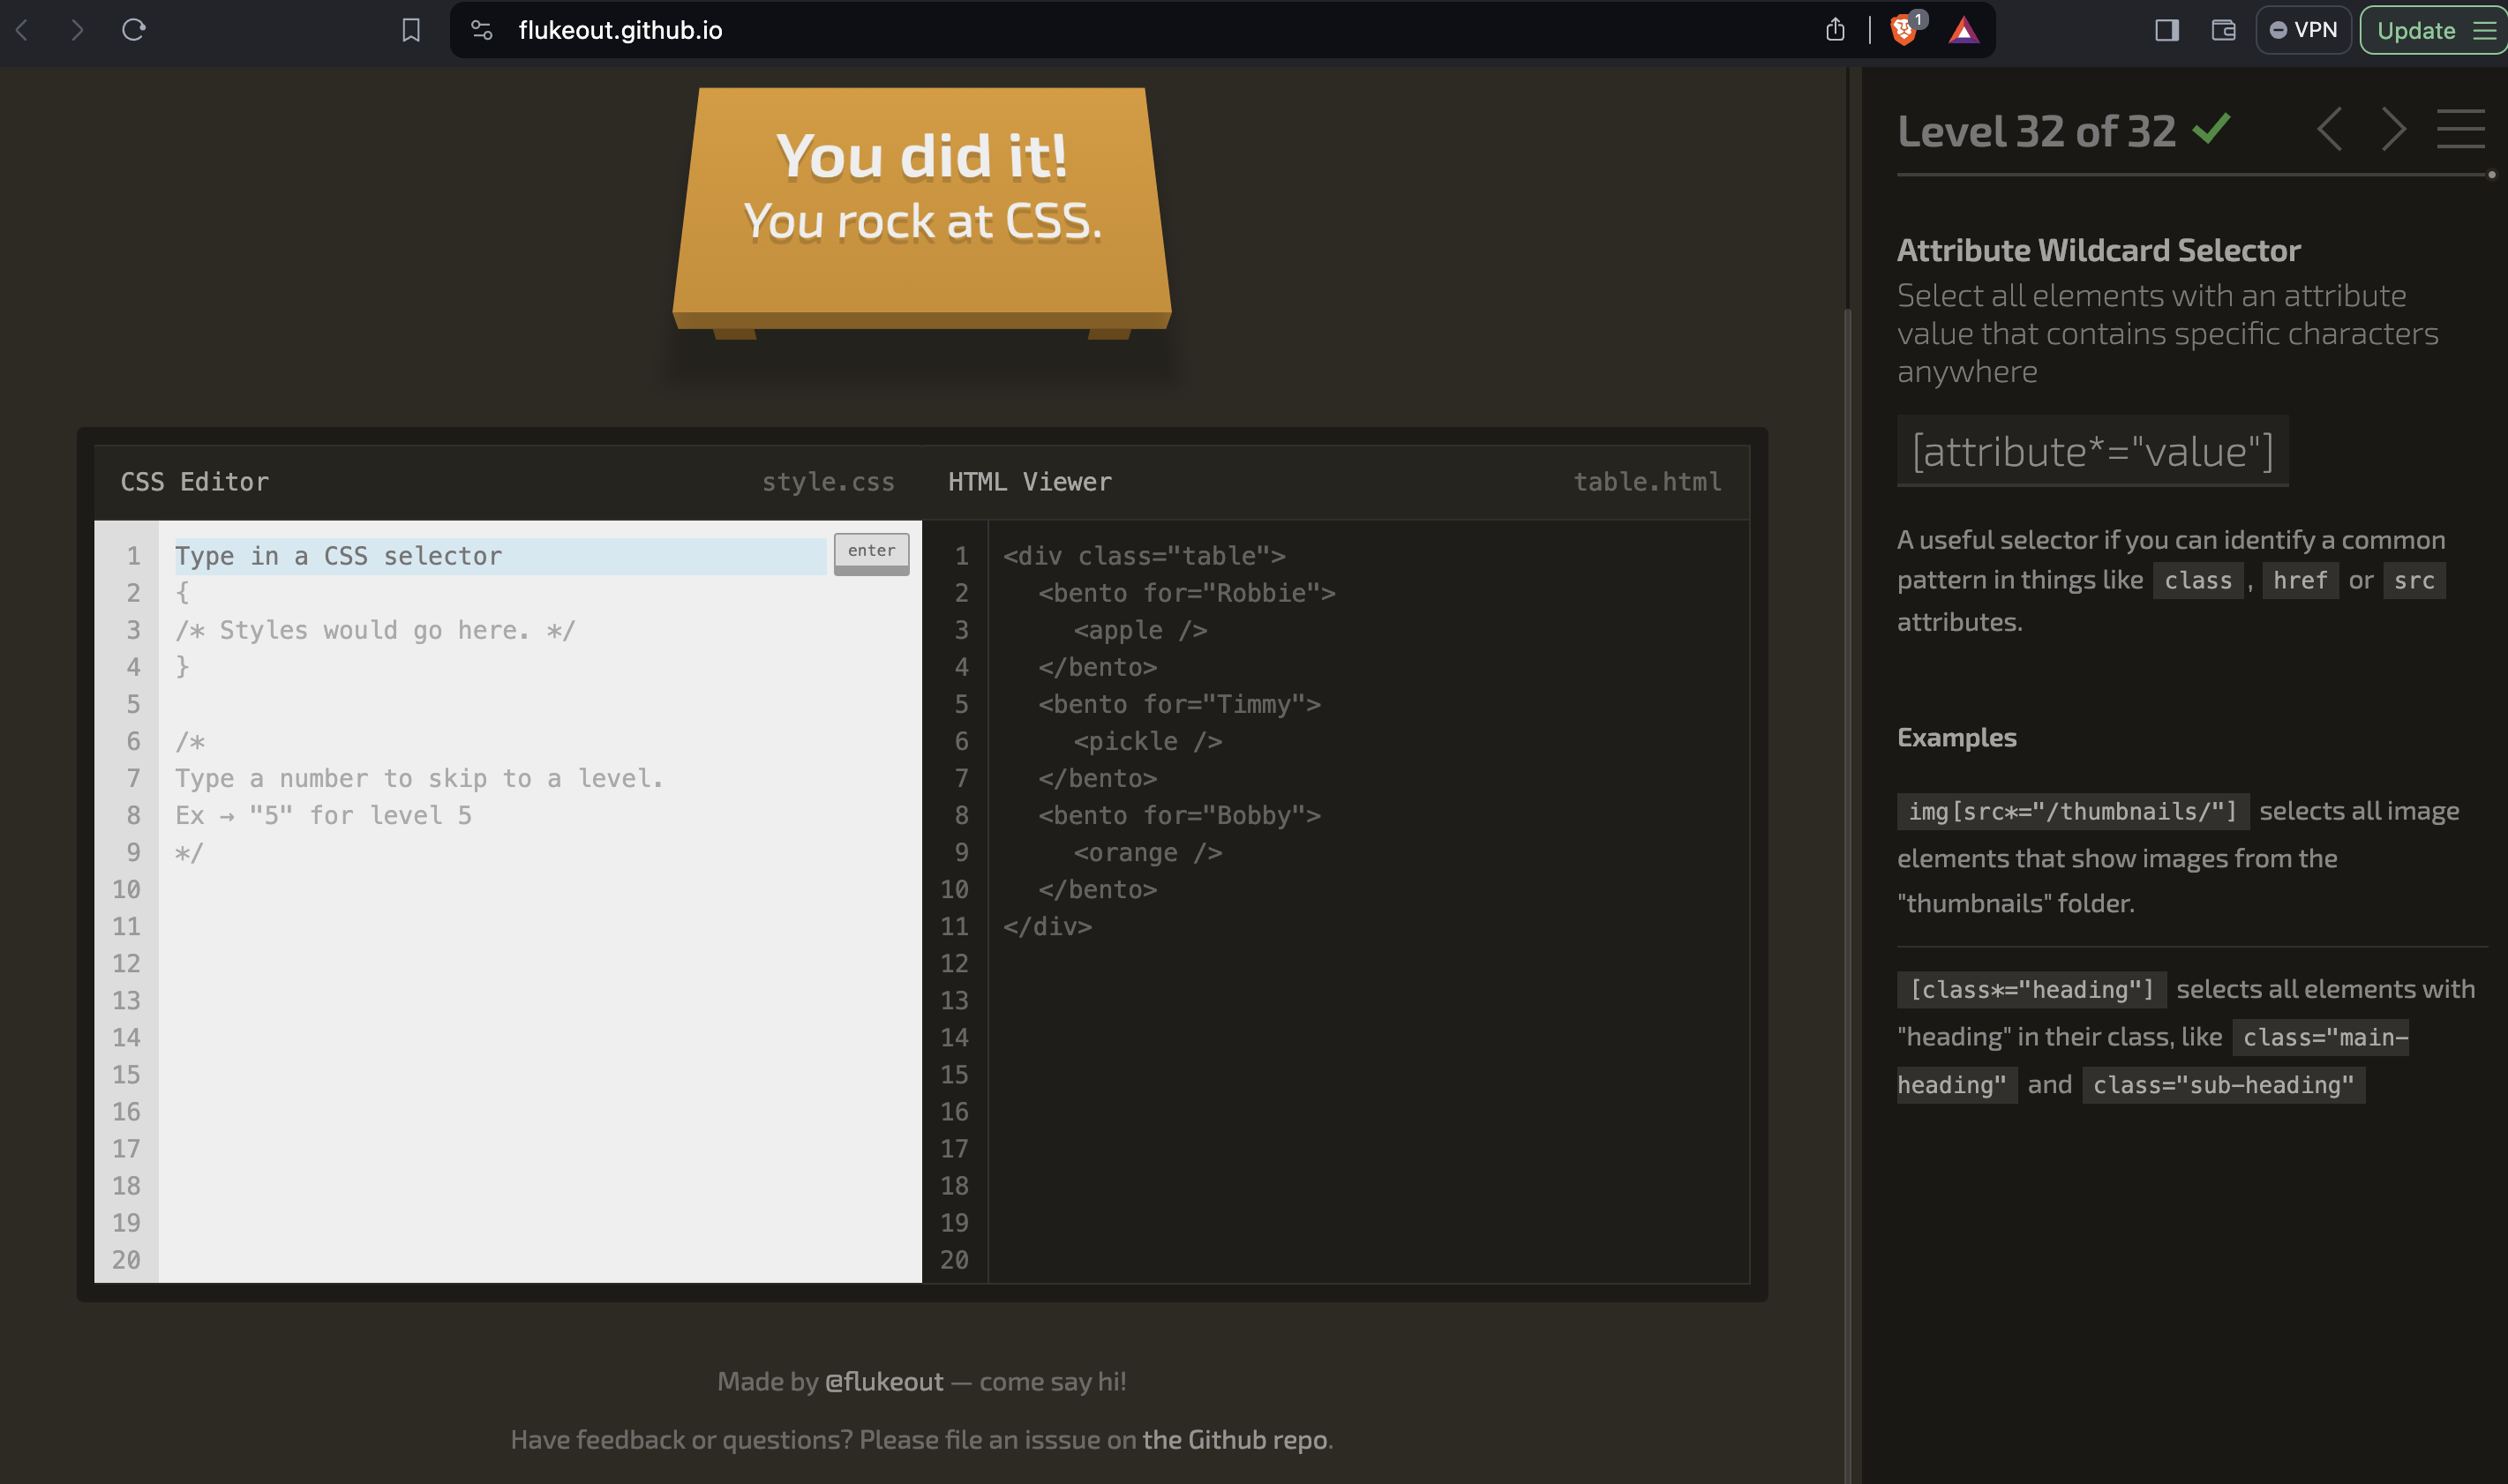 flukeout.github.io
1
VPN
Update
You did it!
You rock at CSS.
CSS Editor
style.css
HTML Viewer
table.html
1
2
3
4
5
6
7
8
9
10
11
12
13
14
15
16
17
18
19
20
Type in a CSS selector
enter
{
/* Styles would go here. */
}
/*
Type a number to skip to a level.
Ex → "5" for level 5
*/
1
2
3
4
5
6
7
8
9
10
11
12
13
14
15
16
17
18
19
20
<div class="table">
<bento for="Robbie">
<apple />
</bento>
<bento for="Timmy">
<pickle />
</bento>
<bento for="Bobby">
<orange />
</bento>
</div>
Made by @flukeout — come say hi!
Have feedback or questions? Please file an isssue on the Github repo.
Level 32 of 32
Attribute Wildcard Selector
Select all elements with an attribute
value that contains specific characters
anywhere
[attribute*="value"]
A useful selector if you can identify a common
pattern in things like class, href or src
attributes.
Examples
img[src*="/thumbnails/"] selects all image
elements that show images from the
"thumbnails" folder.
[class*="heading"] selects all elements with
"heading" in their class, like class="main-
heading" and class="sub-heading"